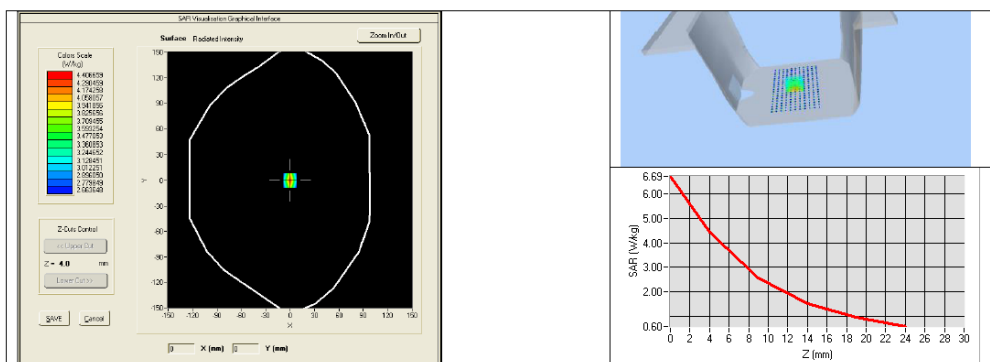 SAR Visualisation Graphical Interface
Surface Radiated Intensity
Zoom In/Out
Colors Scale
(W/kg)
4.406659
4.290459
4.174259
4.058057
3.941856
3.825656
3.709455
3.593254
3.477053
3.360853
3.244652
3.128451
3.012251
2.896050
2.779849
2.663648
Z-Cuts Control
<< Upper Cut
Z = 4.0 mm
Lower Cut>>
SAVE
Cancel
150
120
90
60
30
0
-30
-60
-90
-120
-150
Y
-150 -120 -90 -60 -30 0 30 60 90 120 150
X
0 X (mm) 0 Y (mm)
6.69
6.00
5.00
4.00
3.00
2.00
0.60
SAR (W/kg)
0 2 4 6 8 10 12 14 16 18 20 22 24 26 28 30
Z (mm)